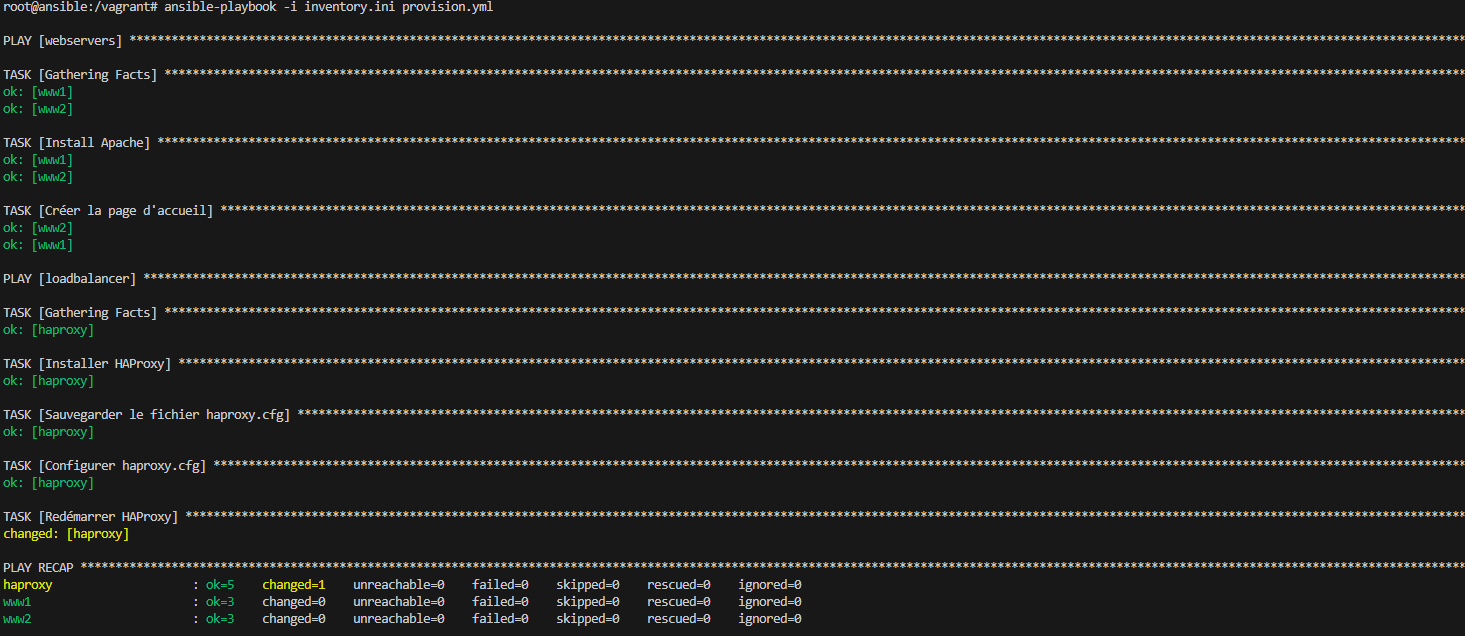 root@ansible:/vagrant# ansible-playbook -i inventory.ini provision.yml
PLAY [webservers] ****************************************************************************************************************************************************************************************
TASK [Gathering Facts] ***********************************************************************************************************************************************************************************
ok: [www1]
ok: [www2]
TASK [Install Apache] ************************************************************************************************************************************************************************************
ok: [www1]
ok: [www2]
TASK [Créer la page d'accueil] ***************************************************************************************************************************************************************************
ok: [www2]
ok: [www1]
PLAY [loadbalancer] **************************************************************************************************************************************************************************************
TASK [Gathering Facts] ***********************************************************************************************************************************************************************************
ok: [haproxy]
TASK [Installer HAProxy] *********************************************************************************************************************************************************************************
ok: [haproxy]
TASK [Sauvegarder le fichier haproxy.cfg] ****************************************************************************************************************************************************************
ok: [haproxy]
TASK [Configurer haproxy.cfg] ****************************************************************************************************************************************************************************
ok: [haproxy]
TASK [Redémarrer HAProxy] ********************************************************************************************************************************************************************************
changed: [haproxy]
PLAY RECAP ***********************************************************************************************************************************************************************************************
haproxy                    : ok=5    changed=1    unreachable=0    failed=0    skipped=0    rescued=0    ignored=0
www1                       : ok=3    changed=0    unreachable=0    failed=0    skipped=0    rescued=0    ignored=0
www2                       : ok=3    changed=0    unreachable=0    failed=0    skipped=0    rescued=0    ignored=0